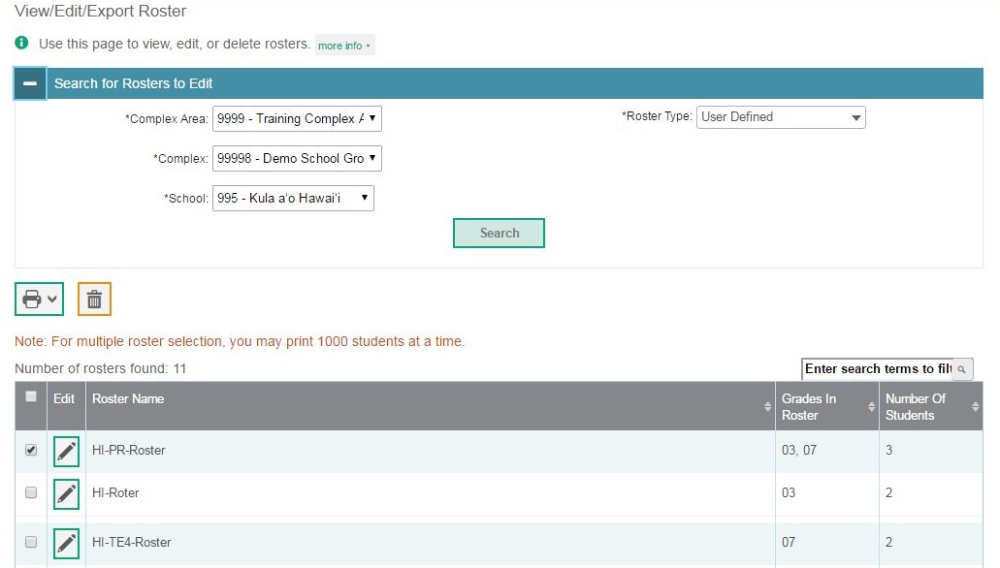 View/Edit/Export Roster
Use this page to view, edit, or delete rosters. more info
Search for Rosters to Edit
*Complex Area: 9999 - Training Complex A
*Roster Type: User Defined
*Complex: 99998 - Demo School Gro
*School: 995 - Kula a‘o Hawai‘i
Search
Note: For multiple roster selection, you may print 1000 students at a time.
Number of rosters found: 11
Enter search terms to filt
Edit Roster Name Grades In Roster Number Of Students
HI-PR-Roster 03, 07 3
HI-Roter 03 2
HI-TE4-Roster 07 2